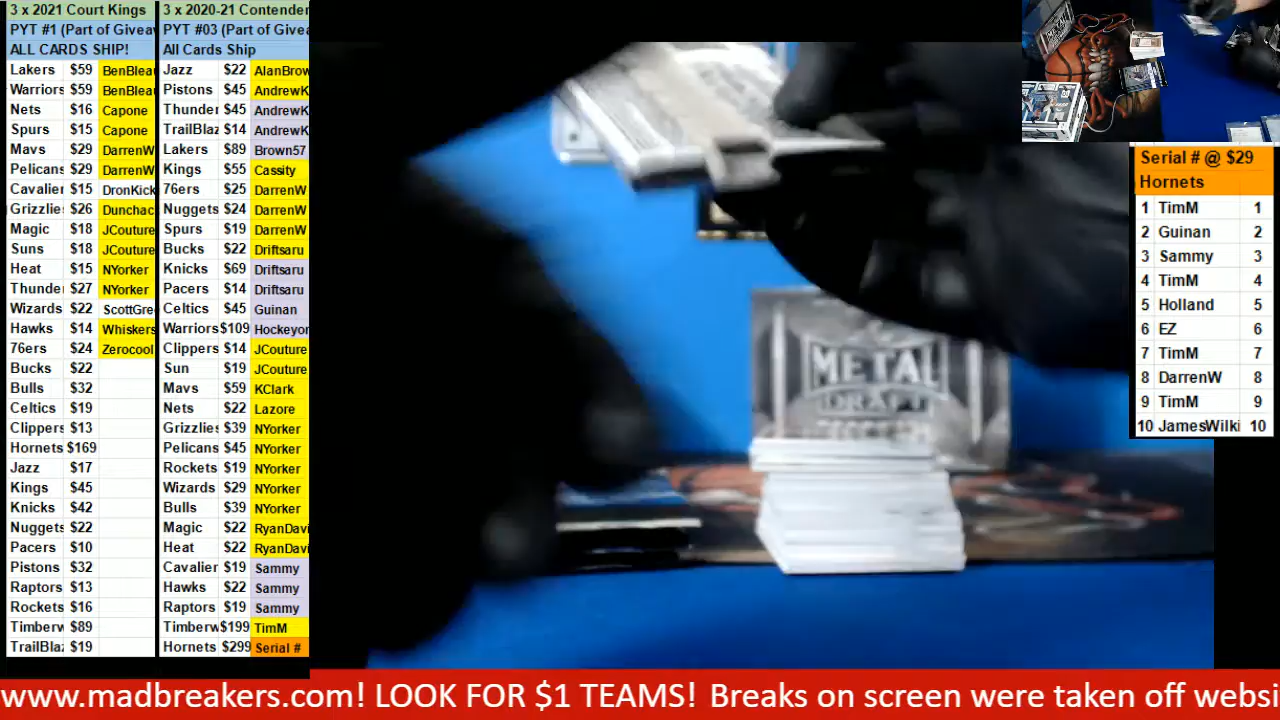 3 x 2021 Court Kings
PYT #1 (Part of Giveav
ALL CARDS SHIP!
Lakers $59 BenBlea
Warriors $59 BenBlea
Nets $16 Capone
Spurs $15 Capone
Mavs $29 DarrenW
Pelicans $29 DarrenW
Cavalier $15 DronKick
Grizzlie $26 Dunchac
Magic $18 JCouture
Suns $18 JCouture
Heat $15 NYorker
Thunde $27 NYorker
Wizards $22 ScottGre
Hawks $14 Whiskers
76ers $24 Zerocool
Bucks $22
Bulls $32
Celtics $19
Clippers $13
Hornets $169
Jazz $17
Kings $45
Knicks $42
Nuggets $22
Pacers $10
Pistons $32
Raptors $13
Rockets $16
Timberw $89
TrailBlaz $19
3 x 2020-21 Contender
PYT #03 (Part of Givea
All Cards Ship
Jazz $22 AlanBrow
Pistons $45 AndrewK
Thunder $45 AndrewK
TrailBlaz $14 AndrewK
Lakers $89 Brown57
Kings $55 Cassity
76ers $25 DarrenW
Nuggets $24 DarrenW
Spurs $19 DarrenW
Bucks $22 Driftsaru
Knicks $69 Driftsaru
Pacers $14 Driftsaru
Celtics $45 Guinan
Warriors $109 Hockeyor
Clippers $14 JCouture
Sun $19 JCouture
Mavs $59 KClark
Nets $22 Lazore
Grizzlies $39 NYorker
Pelicans $45 NYorker
Rockets $19 NYorker
Wizards $29 NYorker
Bulls $39 NYorker
Magic $22 RyanDavi
Heat $22 RyanDavi
Cavalier $19 Sammy
Hawks $22 Sammy
Raptors $19 Sammy
Timberw $199 TimM
Hornets $299 Serial #
METAL
DRAFT
Serial # @ $29
Hornets
1 TimM 1
2 Guinan 2
3 Sammy 3
4 TimM 4
5 Holland 5
6 EZ 6
7 TimM 7
8 DarrenW 8
9 TimM 9
10 JamesWilki 10
www.madbreakers.com! LOOK FOR $1 TEAMS! Breaks on screen were taken off websi